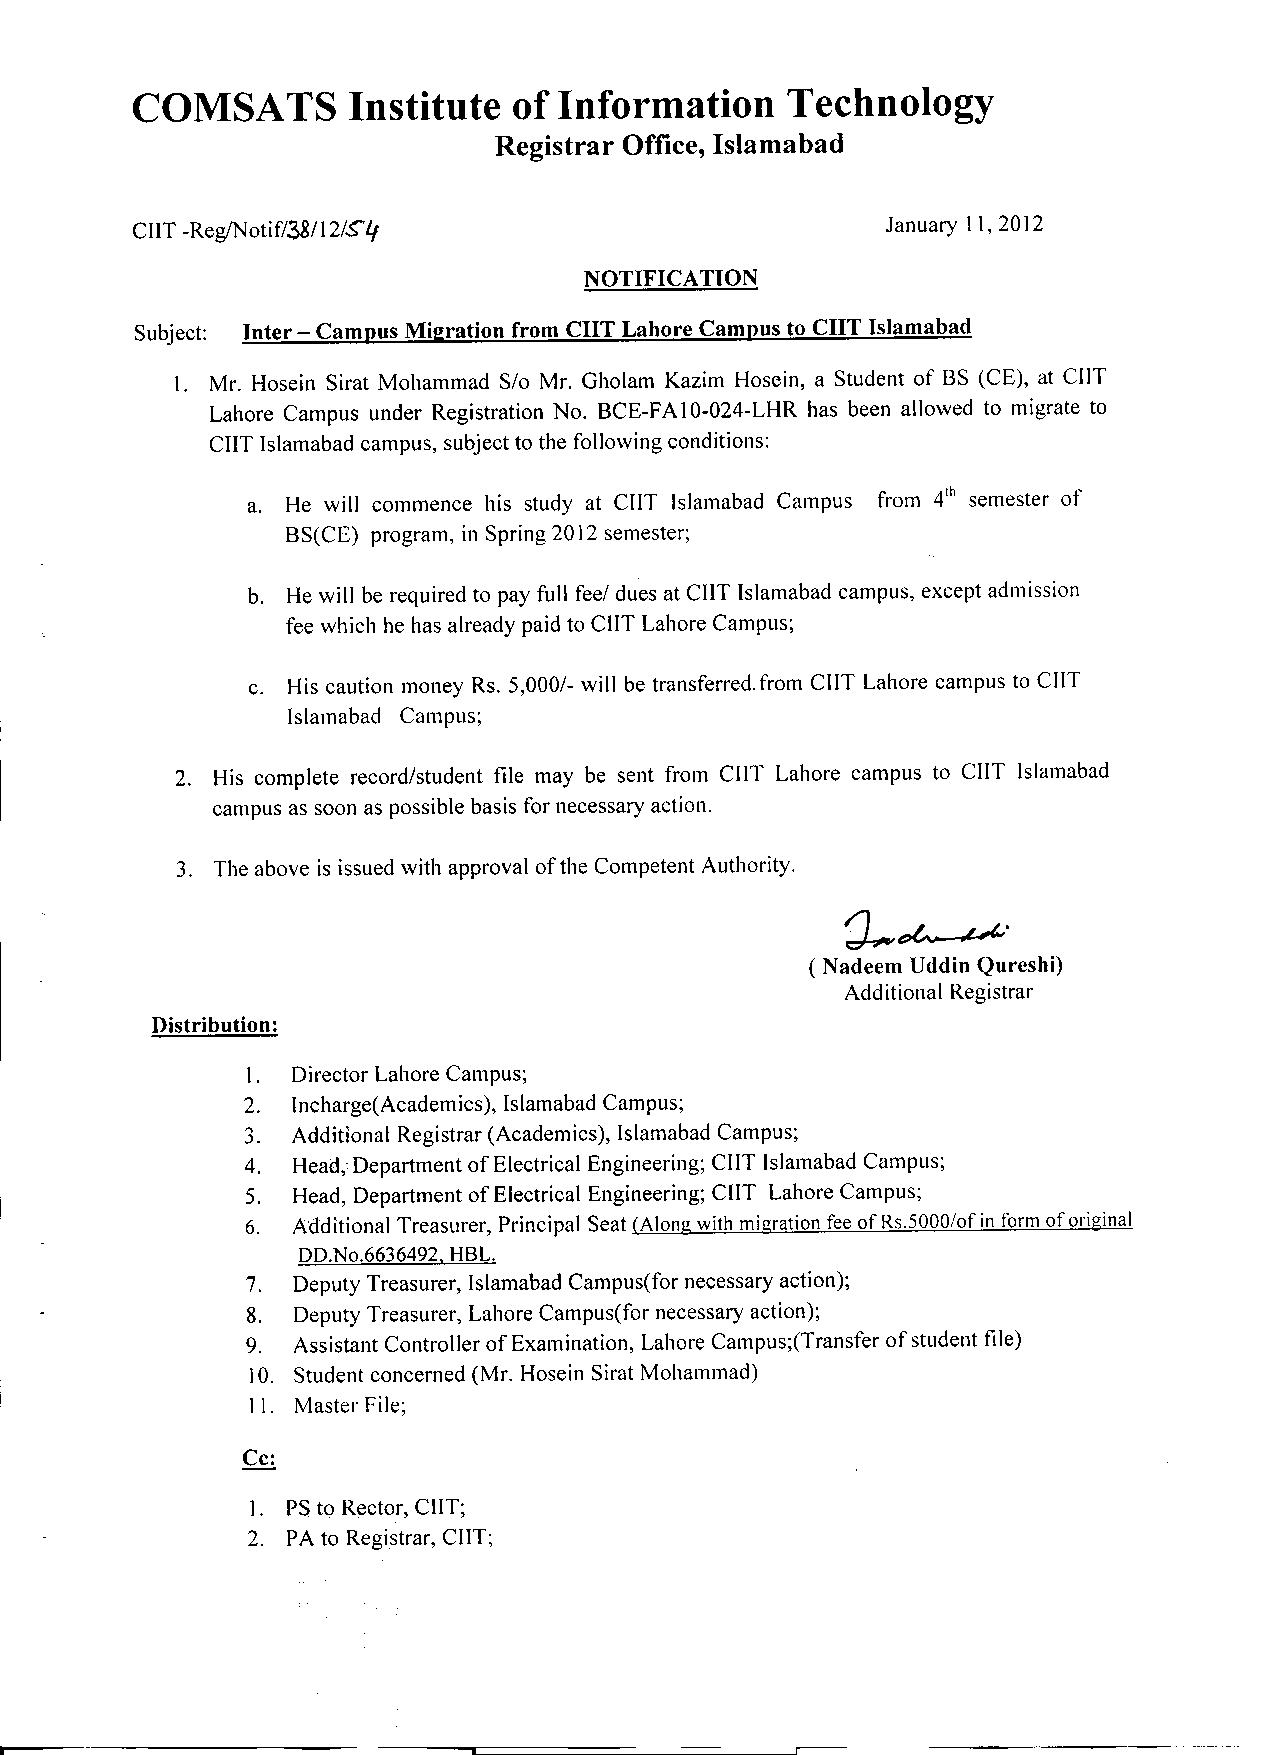 COMSATS Institute of Information Technology
Registrar Office, Islamabad
CIIT -Reg/Notif/38/12/54 January 11, 2012
NOTIFICATION
Subject: Inter – Campus Migration from CIIT Lahore Campus to CIIT Islamabad
1. Mr. Hosein Sirat Mohammad S/o Mr. Gholam Kazim Hosein, a Student of BS (CE), at CIIT
Lahore Campus under Registration No. BCE-FA10-024-LHR has been allowed to migrate to
CIIT Islamabad campus, subject to the following conditions:
a. He will commence his study at CIIT Islamabad Campus from 4th semester of
BS(CE) program, in Spring 2012 semester;
b. He will be required to pay full fee/ dues at CIIT Islamabad campus, except admission
fee which he has already paid to CIIT Lahore Campus;
c. His caution money Rs. 5,000/- will be transferred.from CIIT Lahore campus to CIIT
Islamabad Campus;
2. His complete record/student file may be sent from CIIT Lahore campus to CIIT Islamabad
campus as soon as possible basis for necessary action.
3. The above is issued with approval of the Competent Authority.
( Nadeem Uddin Qureshi)
Additional Registrar
Distribution:
1. Director Lahore Campus;
2. Incharge(Academics), Islamabad Campus;
3. Additional Registrar (Academics), Islamabad Campus;
4. Head, Department of Electrical Engineering; CIIT Islamabad Campus;
5. Head, Department of Electrical Engineering; CIIT Lahore Campus;
6. Additional Treasurer, Principal Seat (Along with migration fee of Rs.5000/of in form of original
DD.No.6636492, HBL.
7. Deputy Treasurer, Islamabad Campus(for necessary action);
8. Deputy Treasurer, Lahore Campus(for necessary action);
9. Assistant Controller of Examination, Lahore Campus;(Transfer of student file)
10. Student concerned (Mr. Hosein Sirat Mohammad)
11. Master File;
Cc:
1. PS to Rector, CIIT;
2. PA to Registrar, CIIT;